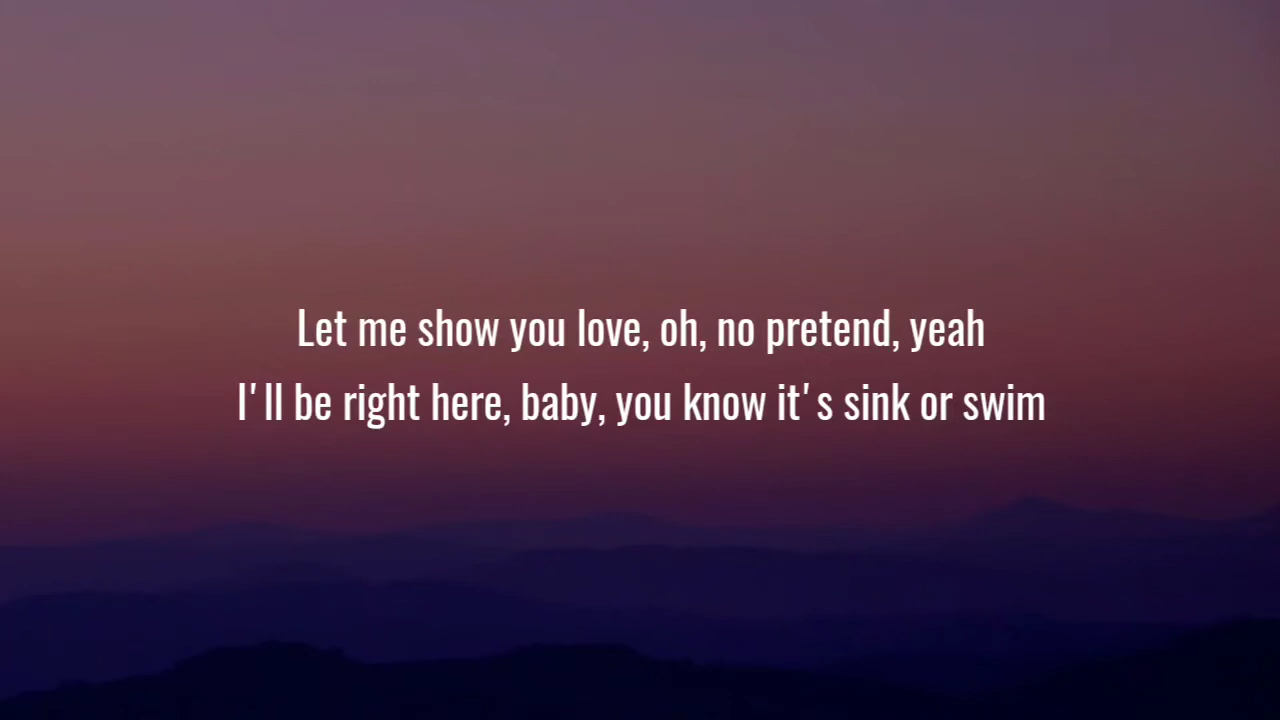 Let me show you love, oh, no pretend, yeah
I'll be right here, baby, you know it's sink or swim